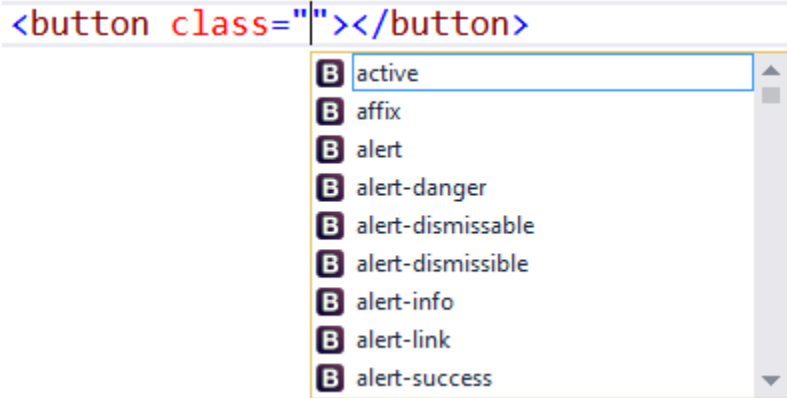 <button class=""></button>
B active
B affix
B alert
B alert-danger
B alert-dismissable
B alert-dismissible
B alert-info
B alert-link
B alert-success